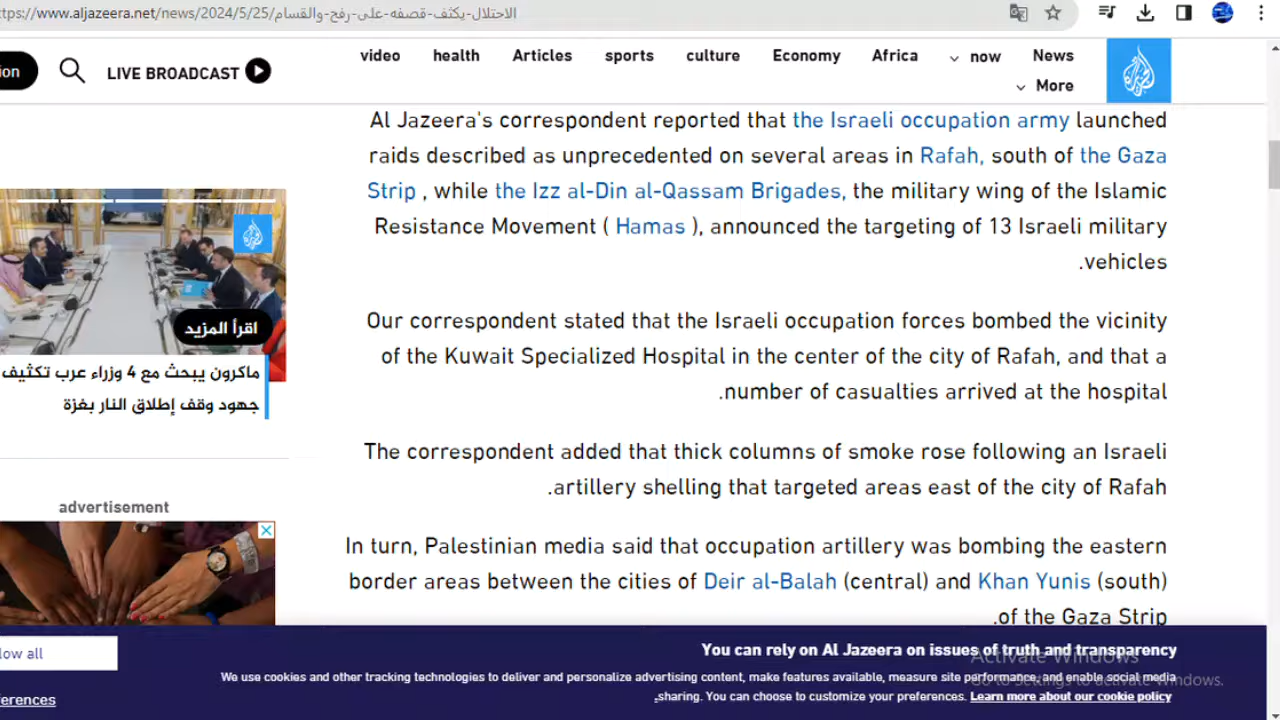 ttps://www.aljazeera.net/news/2024/5/25/الاحتلال-يكثف-قصفه-على-رفح-والقسام
ion
LIVE BROADCAST
video health Articles sports culture Economy Africa now News
More
Al Jazeera's correspondent reported that the Israeli occupation army launched
raids described as unprecedented on several areas in Rafah, south of the Gaza
Strip , while the Izz al-Din al-Qassam Brigades, the military wing of the Islamic
Resistance Movement ( Hamas ), announced the targeting of 13 Israeli military
.vehicles
Our correspondent stated that the Israeli occupation forces bombed the vicinity
of the Kuwait Specialized Hospital in the center of the city of Rafah, and that a
.number of casualties arrived at the hospital
The correspondent added that thick columns of smoke rose following an Israeli
.artillery shelling that targeted areas east of the city of Rafah
In turn, Palestinian media said that occupation artillery was bombing the eastern
border areas between the cities of Deir al-Balah (central) and Khan Yunis (south)
.of the Gaza Strip
اقرأ المزيد
ماكرون يبحث مع 4 وزراء عرب تكثيف
جهود وقف إطلاق النار بغزة
advertisement
You can rely on Al Jazeera on issues of truth and transparency
We use cookies and other tracking technologies to deliver and personalize advertising content, make features available, measure site performance, and enable social media
.sharing. You can choose to customize your preferences. Learn more about our cookie policy
low all
erences
Activate Windows
Go to Settings to activate Windows.